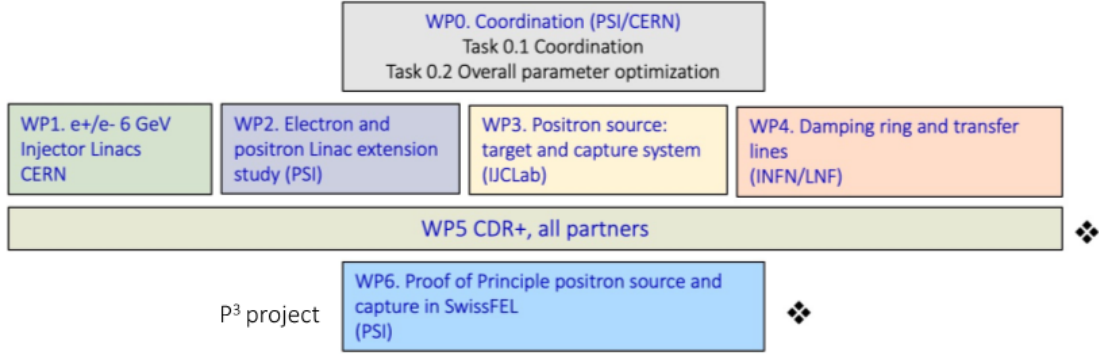 WP0. Coordination (PSI/CERN)
Task 0.1 Coordination
Task 0.2 Overall parameter optimization
WP1. e+/e- 6 GeV
Injector Linacs
CERN
WP2. Electron and
positron Linac extension
study (PSI)
WP3. Positron source:
target and capture system
(IJCLab)
WP4. Damping ring and transfer
lines
(INFN/LNF)
WP5 CDR+, all partners
P³ project
WP6. Proof of Principle positron source and
capture in SwissFEL
(PSI)